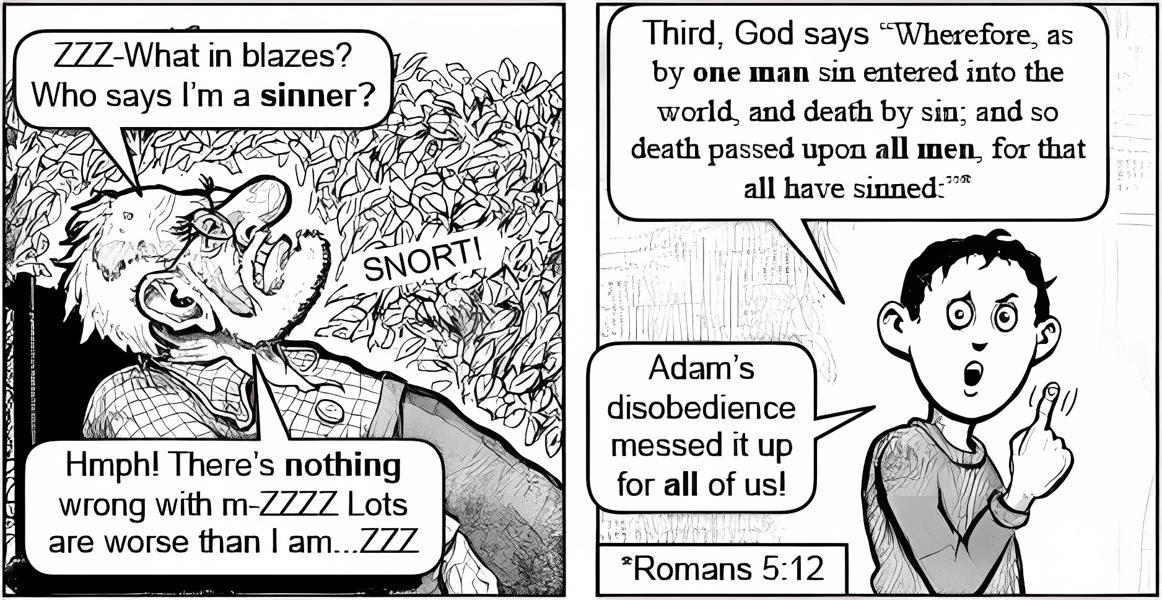 ZZZ-What in blazes?
Who says I'm a sinner?
SNORT!
Hmph! There's nothing
wrong with m-ZZZZ Lots
are worse than I am...ZZZ
Third, God says "Wherefore, as
by one man sin entered into the
world, and death by sin; and so
death passed upon all men, for that
all have sinned:"*
Adam's
disobedience
messed it up
for all of us!
*Romans 5:12